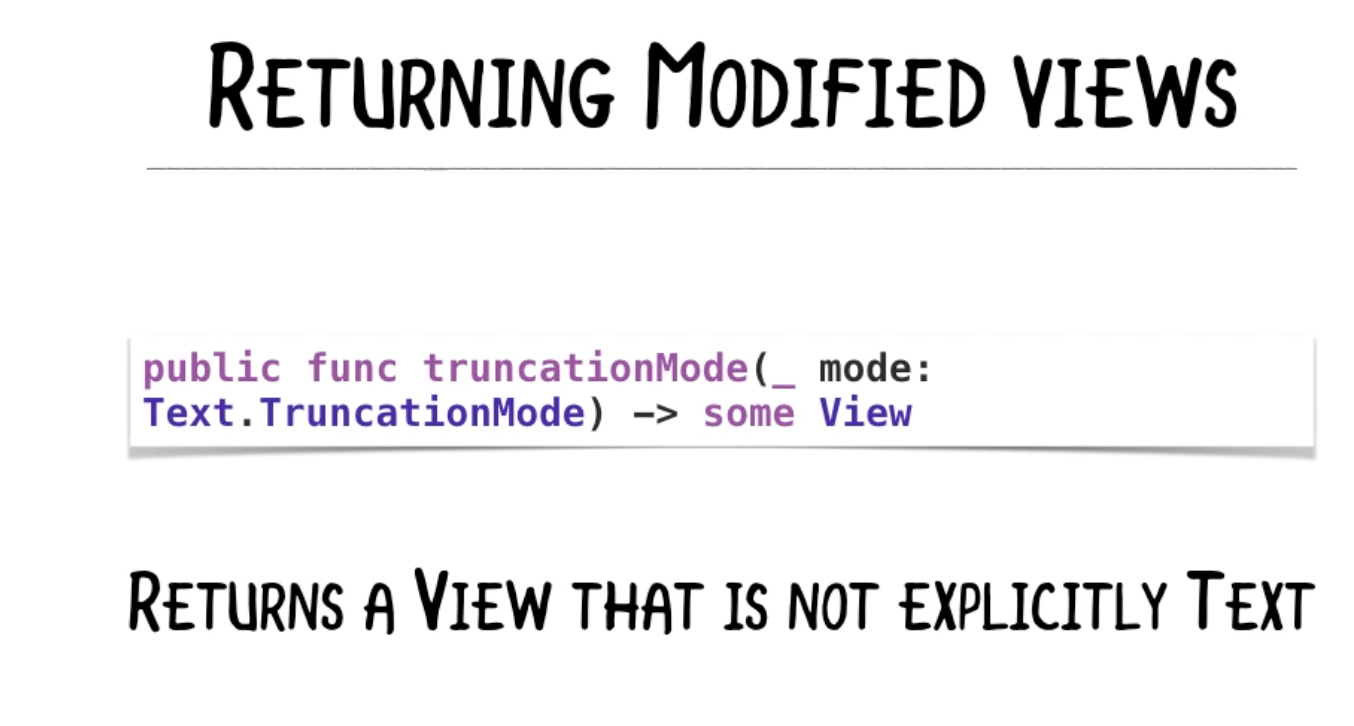 Returning Modified views
public func truncationMode(_ mode:
Text.TruncationMode) -> some View
Returns a View that is not explicitly Text